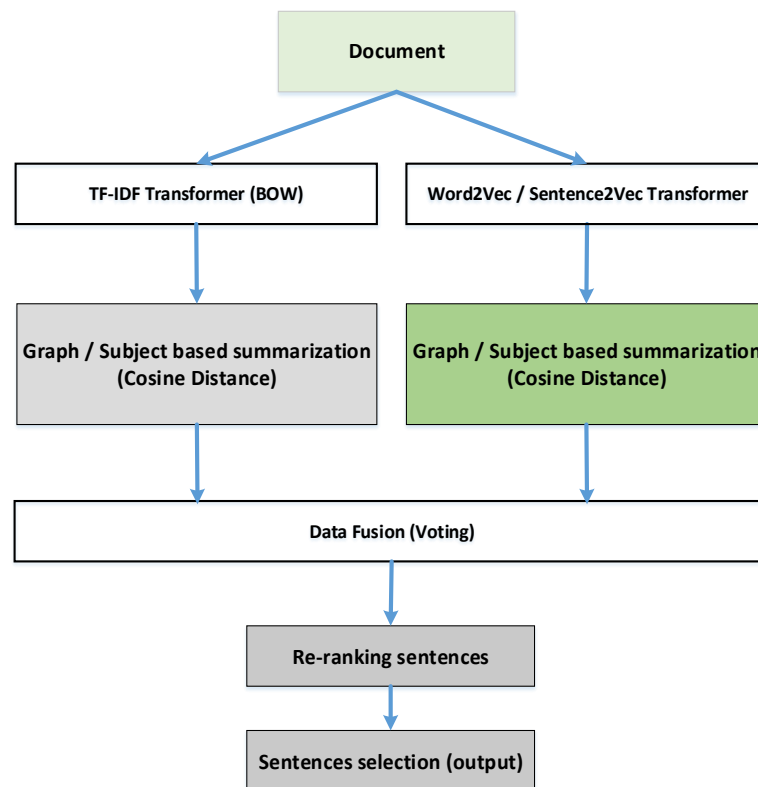 Document
TF-IDF Transformer (BOW)
Word2Vec / Sentence2Vec Transformer
Graph / Subject based summarization
(Cosine Distance)
Graph / Subject based summarization
(Cosine Distance)
Data Fusion (Voting)
Re-ranking sentences
Sentences selection (output)